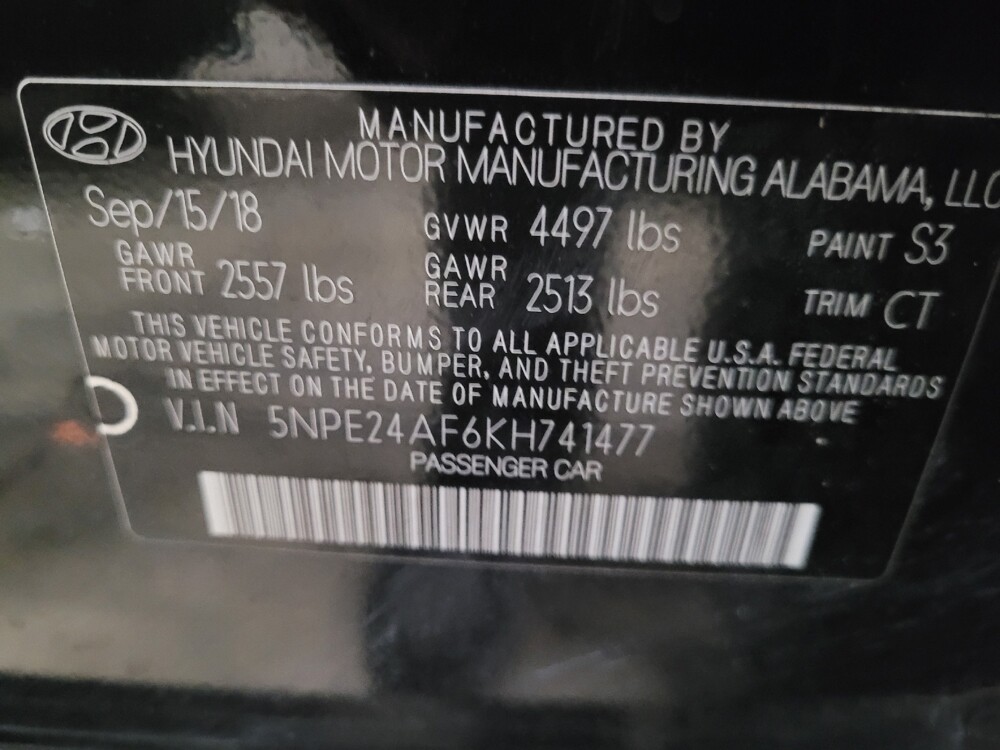 MANUFACTURED BY
HYUNDAI MOTOR MANUFACTURING ALABAMA, LLC
Sep/15/18 GVWR 4497 lbs PAINT S3
GAWR FRONT 2557 lbs GAWR REAR 2513 lbs TRIM CT
THIS VEHICLE CONFORMS TO ALL APPLICABLE U.S.A. FEDERAL
MOTOR VEHICLE SAFETY, BUMPER, AND THEFT PREVENTION STANDARDS
IN EFFECT ON THE DATE OF MANUFACTURE SHOWN ABOVE
V.I.N 5NPE24AF6KH741477
PASSENGER CAR